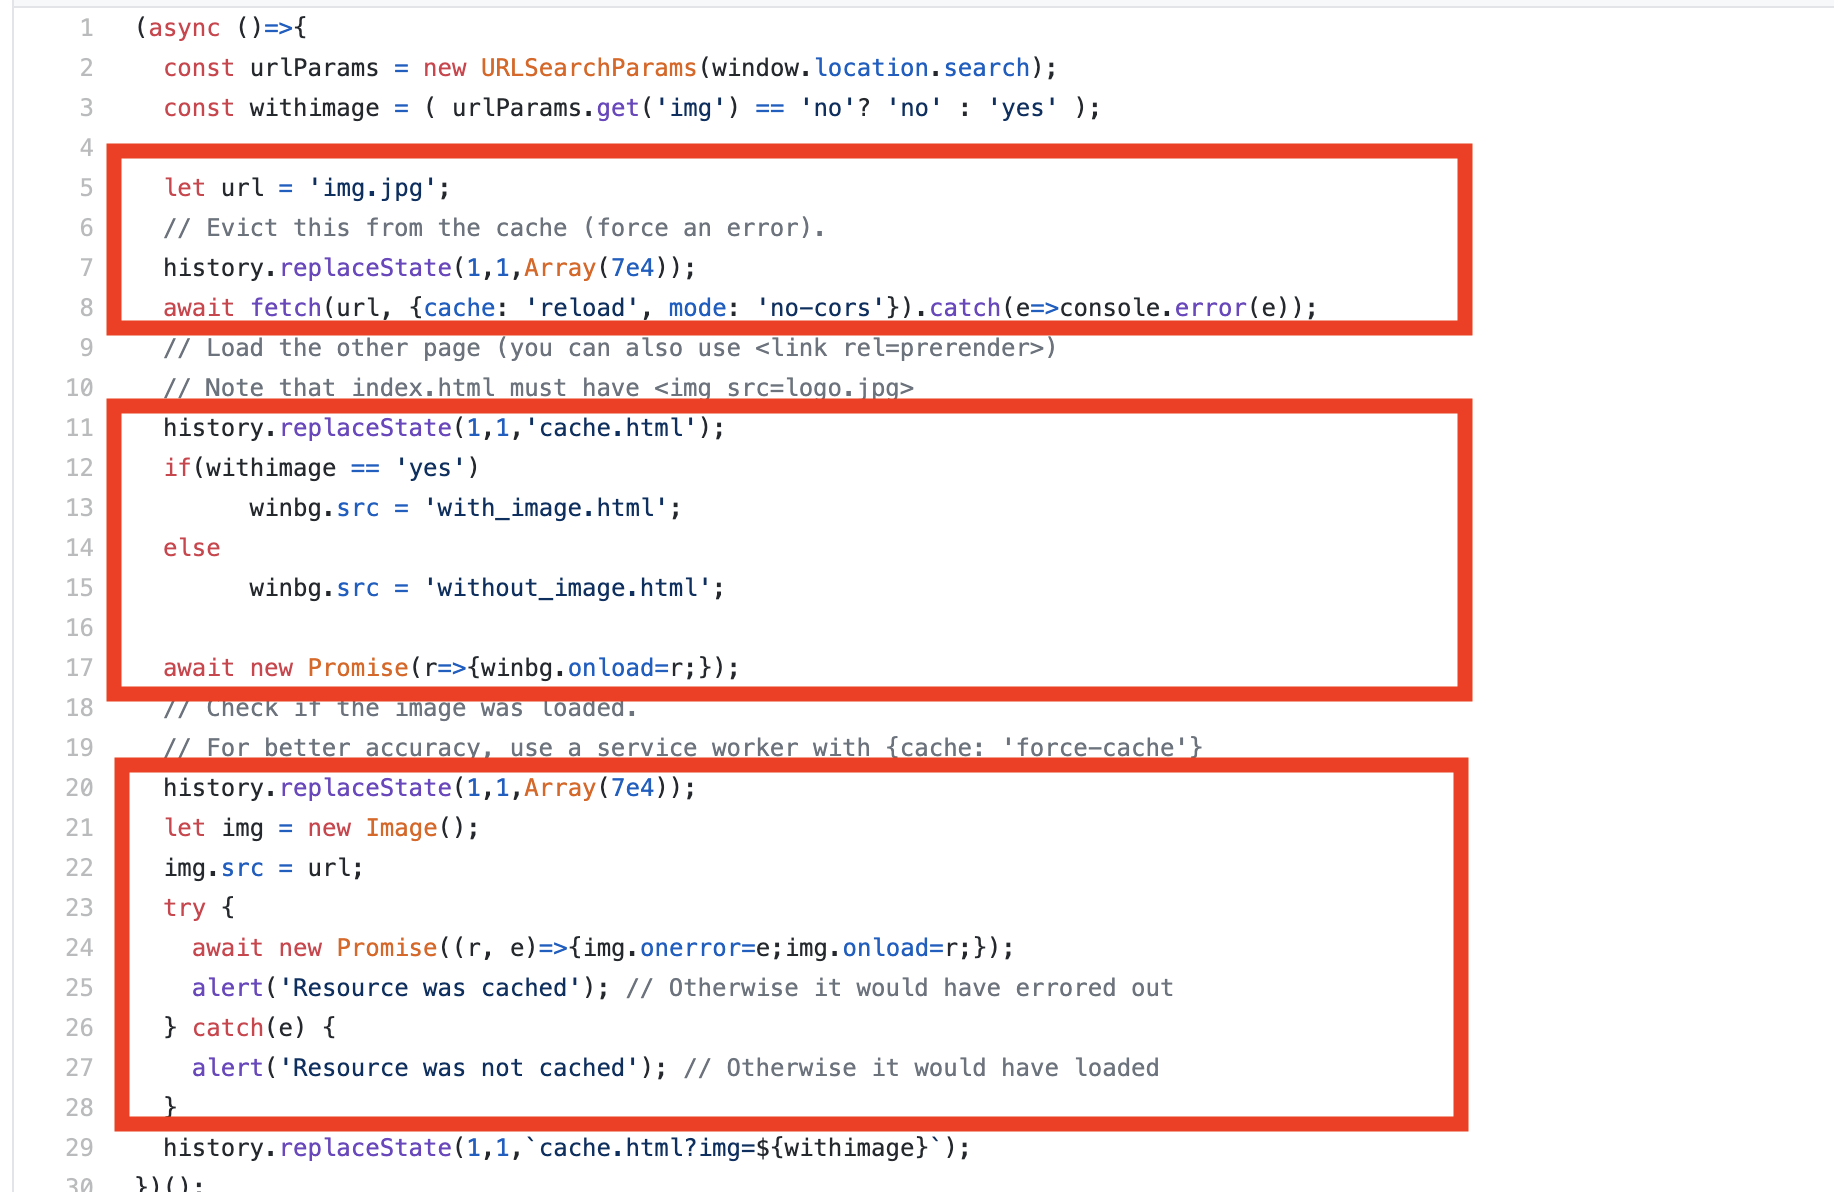 1 (async ()=>{
2 const urlParams = new URLSearchParams(window.location.search);
3 const withimage = ( urlParams.get('img') == 'no'? 'no' : 'yes' );
4
5 let url = 'img.jpg';
6 // Evict this from the cache (force an error).
7 history.replaceState(1,1,Array(7e4));
8 await fetch(url, {cache: 'reload', mode: 'no-cors'}).catch(e=>console.error(e));
9 // Load the other page (you can also use <link rel=prerender>)
10 // Note that index.html must have <img src=logo.jpg>
11 history.replaceState(1,1,'cache.html');
12 if(withimage == 'yes')
13 winbg.src = 'with_image.html';
14 else
15 winbg.src = 'without_image.html';
16
17 await new Promise(r=>{winbg.onload=r;});
18 // Check if the image was loaded.
19 // For better accuracy, use a service worker with {cache: 'force-cache'}
20 history.replaceState(1,1,Array(7e4));
21 let img = new Image();
22 img.src = url;
23 try {
24 await new Promise((r, e)=>{img.onerror=e;img.onload=r;});
25 alert('Resource was cached'); // Otherwise it would have errored out
26 } catch(e) {
27 alert('Resource was not cached'); // Otherwise it would have loaded
28 }
29 history.replaceState(1,1,`cache.html?img=${withimage}`);
30 })();